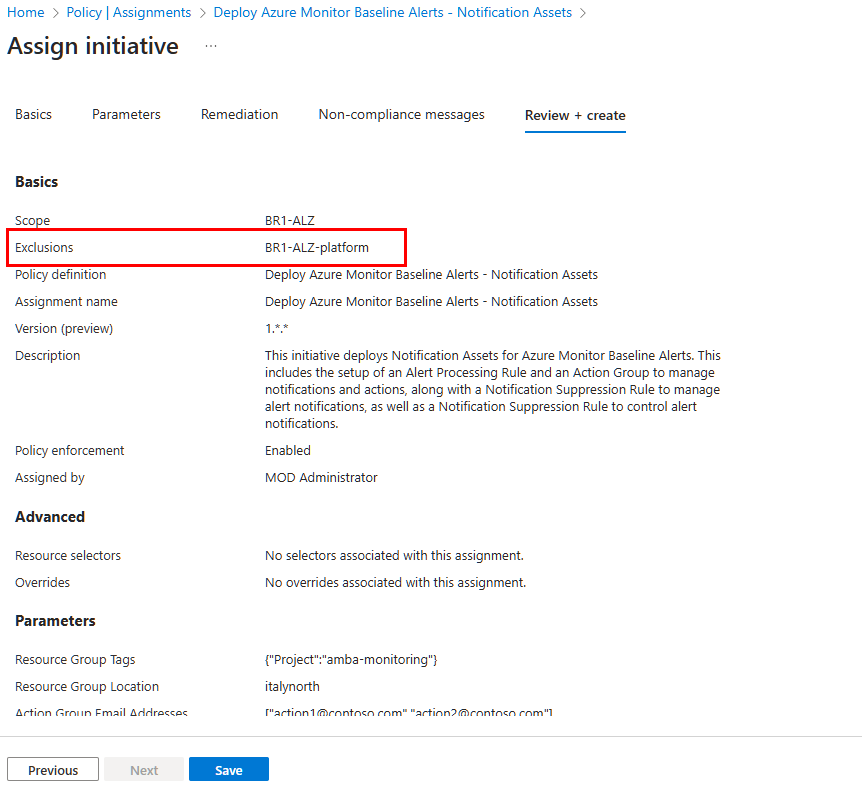 Home > Policy | Assignments > Deploy Azure Monitor Baseline Alerts - Notification Assets >
Assign initiative ...
Basics Parameters Remediation Non-compliance messages Review + create
Basics
Scope BR1-ALZ
Exclusions BR1-ALZ-platform
Policy definition Deploy Azure Monitor Baseline Alerts - Notification Assets
Assignment name Deploy Azure Monitor Baseline Alerts - Notification Assets
Version (preview) 1.*.*
Description This initiative deploys Notification Assets for Azure Monitor Baseline Alerts. This
includes the setup of an Alert Processing Rule and an Action Group to manage
notifications and actions, along with a Notification Suppression Rule to manage
alert notifications, as well as a Notification Suppression Rule to control alert
notifications.
Policy enforcement Enabled
Assigned by MOD Administrator
Advanced
Resource selectors No selectors associated with this assignment.
Overrides No overrides associated with this assignment.
Parameters
Resource Group Tags {"Project":"amba-monitoring"}
Resource Group Location italynorth
Action Group Email Addresses ["action1@contoso.com","action2@contoso.com"]
Previous Next Save